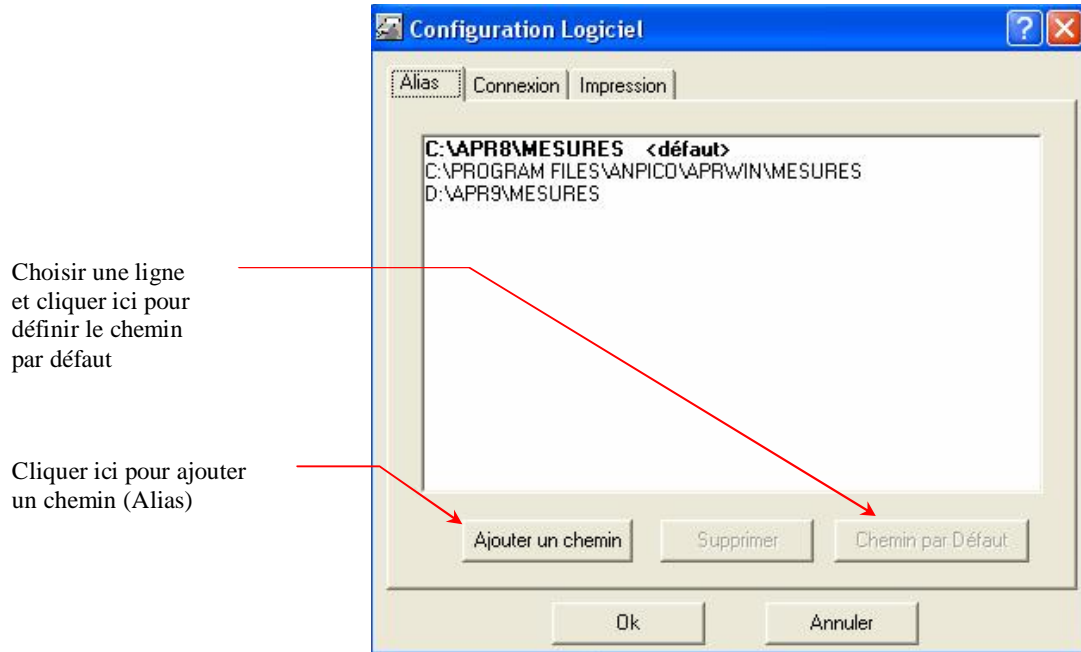 Configuration Logiciel
Alias Connexion Impression
C:\APR8\MESURES <défaut>
C:\PROGRAM FILES\ANPICO\APRWIN\MESURES
D:\APR9\MESURES
Choisir une ligne
et cliquer ici pour
définir le chemin
par défaut
Cliquer ici pour ajouter
un chemin (Alias)
Ajouter un chemin Supprimer Chemin par Défaut
Ok Annuler